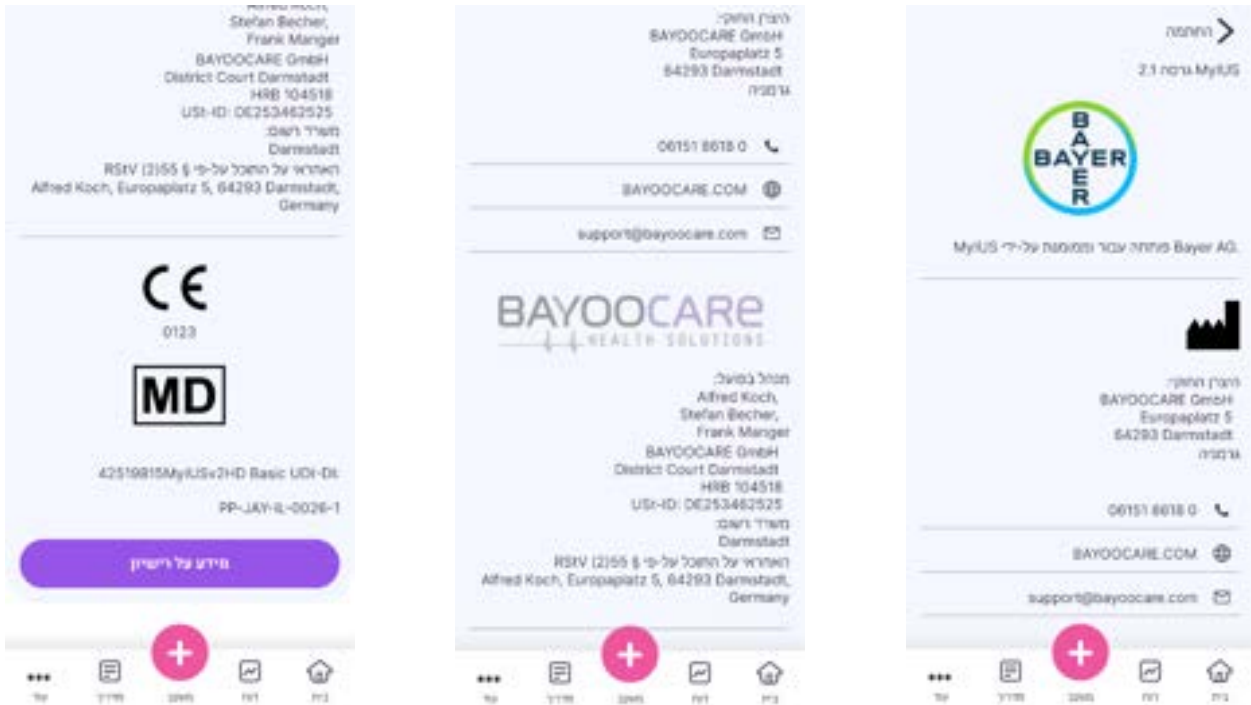 החתמה
MyIUS גרסה 2.1
BAYER
BAYER
MyIUS פותחה עבור וממומנת על-ידי Bayer AG.
היצרן החוקי:
BAYOOCARE GmbH
Europaplatz 5
64293 Darmstadt
גרמניה
06151 8618 0
BAYOOCARE.COM
support@bayoocare.com
בית
דוח
מדריך
עוד
היצרן החוקי:
BAYOOCARE GmbH
Europaplatz 5
64293 Darmstadt
גרמניה
06151 8618 0
BAYOOCARE.COM
support@bayoocare.com
BAYOOCARE
HEALTH SOLUTIONS
מנהל בפועל:
Alfred Koch,
Stefan Becher,
Frank Manger
BAYOOCARE GmbH
District Court Darmstadt
HRB 104518
USt-ID: DE253462525
משרד רשום:
Darmstadt
האחראי על התוכן על-פי § 55(2) RStV
Alfred Koch, Europaplatz 5, 64293 Darmstadt,
Germany
בית
דוח
מדריך
עוד
Alfred Koch,
Stefan Becher,
Frank Manger
BAYOOCARE GmbH
District Court Darmstadt
HRB 104518
USt-ID: DE253462525
משרד רשום:
Darmstadt
האחראי על התוכן על-פי § 55(2) RStV
Alfred Koch, Europaplatz 5, 64293 Darmstadt,
Germany
CE
0123
MD
42519815MyIUSv2HD Basic UDI-DI:
PP-JAY-IL-0026-1
מידע על רישיון
בית
דוח
מדריך
עוד